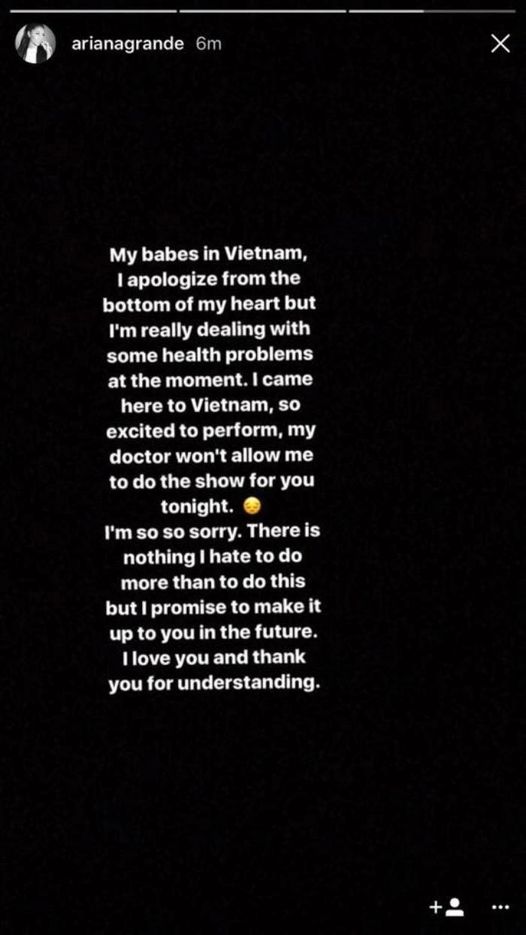 arianagrande 6m
My babes in Vietnam,
I apologize from the
bottom of my heart but
I'm really dealing with
some health problems
at the moment. I came
here to Vietnam, so
excited to perform, my
doctor won't allow me
to do the show for you
tonight. 😔
I'm so so sorry. There is
nothing I hate to do
more than to do this
but I promise to make it
up to you in the future.
I love you and thank
you for understanding.